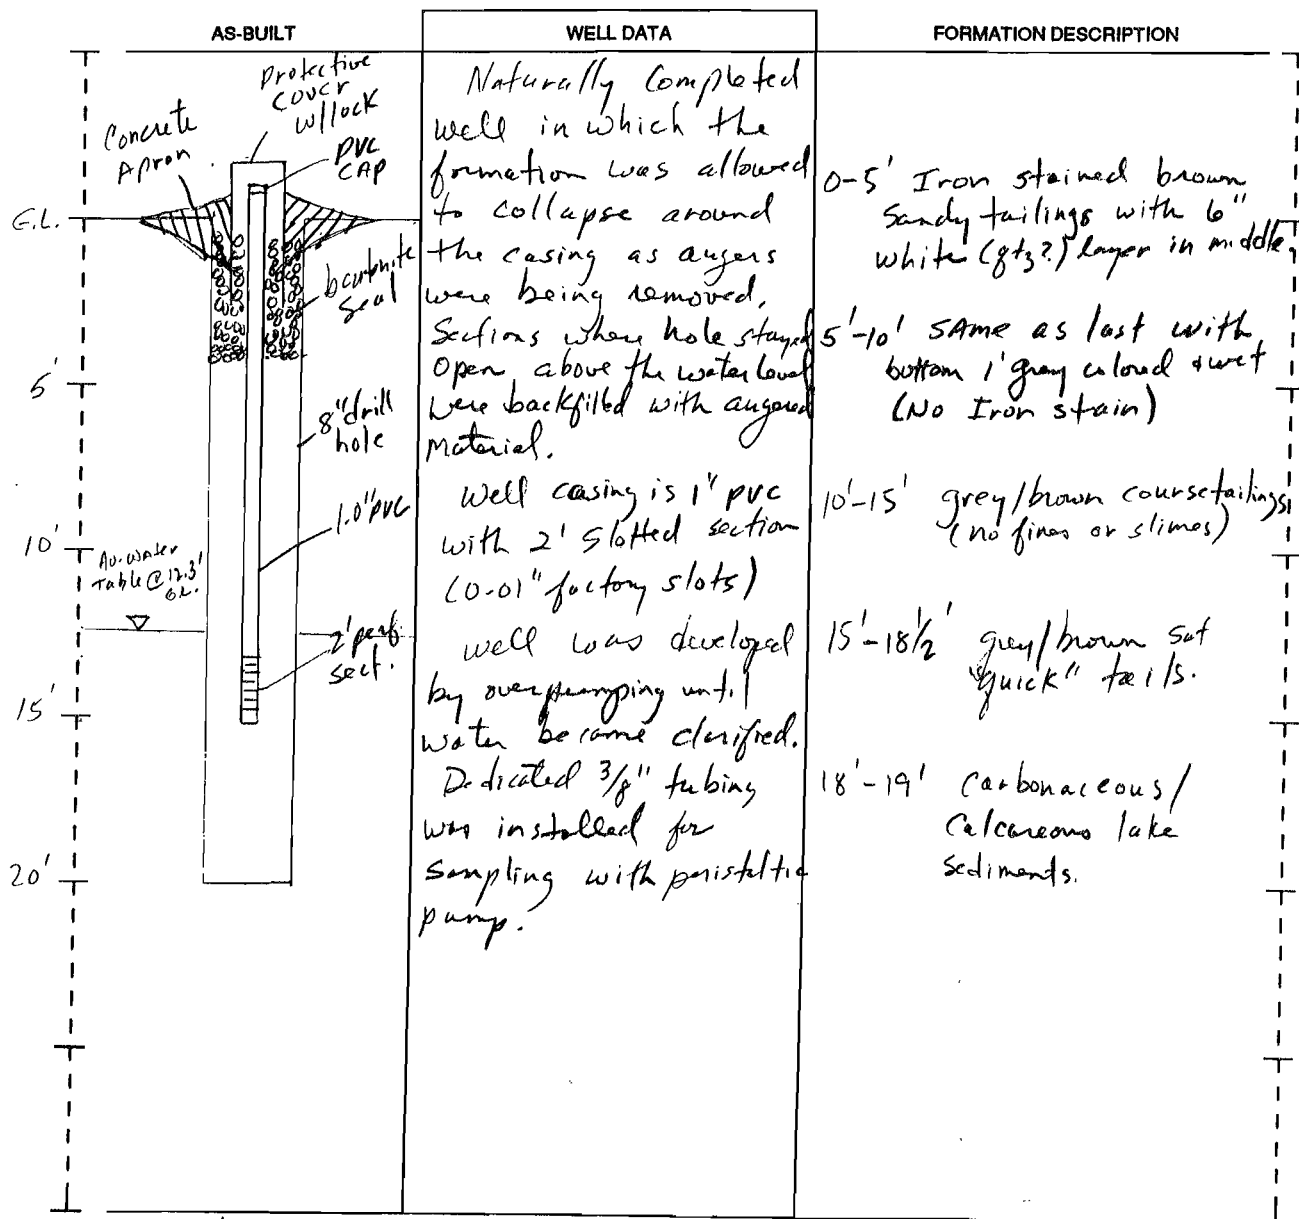 AS-BUILT
Protective
Cover
w/lock
Concrete
Apron
PVC
CAP
G.L.
bentonite
seal
5'
8" drill
hole
1.0" PVC
10'
Av. water
Table @ 12.3'
G.L.
2' perf
sect.
15'
20'
WELL DATA
Naturally Completed
well in which the
formation was allowed
to collapse around
the casing as augers
were being removed.
Sections where hole stayed
Open above the water level
were backfilled with augered
material.
Well casing is 1" pvc
with 2' slotted section
(0.01" factory slots)
well was developed
by overpumping until
water became clarified.
Dedicated 3/8" tubing
was installed for
Sampling with peristaltic
pump.
FORMATION DESCRIPTION
0-5' Iron stained brown
Sandy tailings with 6"
white (qtz?) layer in middle,
5'-10' SAME as last with
bottom 1' gray colored & wet
(No Iron stain)
10'-15' grey/brown course tailings
(no fines or slimes)
15'-18½' grey/brown sat
"quick" tails.
18'-19' Carbonaceous/
Calcareous lake
sediments.